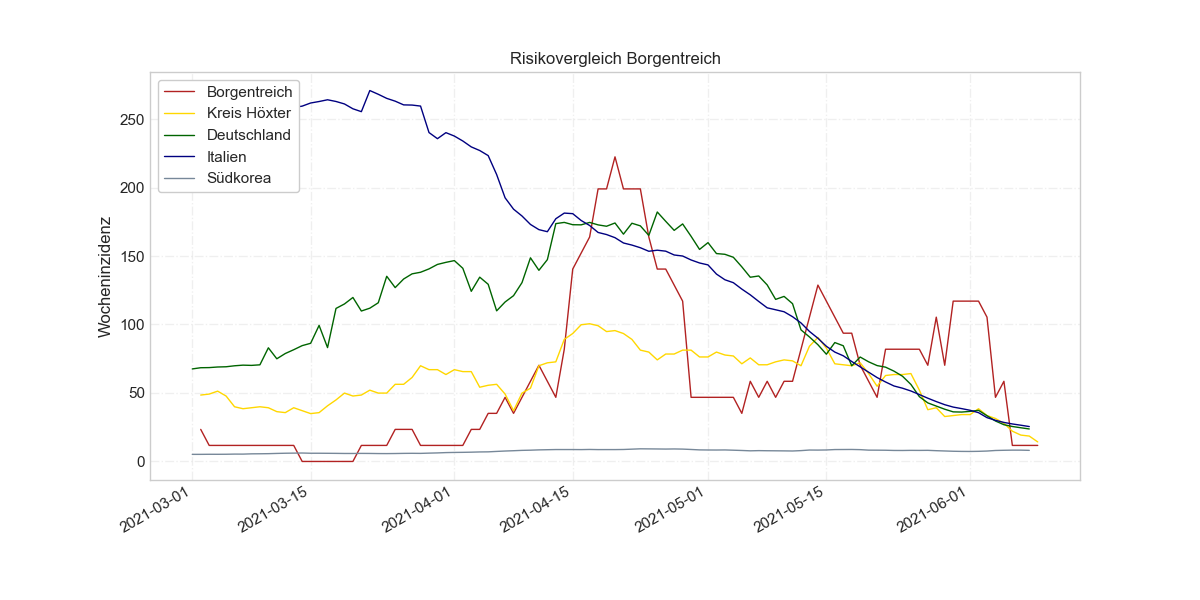 Risikovergleich Borgentreich
Borgentreich
Kreis Höxter
Deutschland
Italien
Südkorea
Wocheninzidenz
250
200
150
100
50
0
2021-03-01
2021-03-15
2021-04-01
2021-04-15
2021-05-01
2021-05-15
2021-06-01